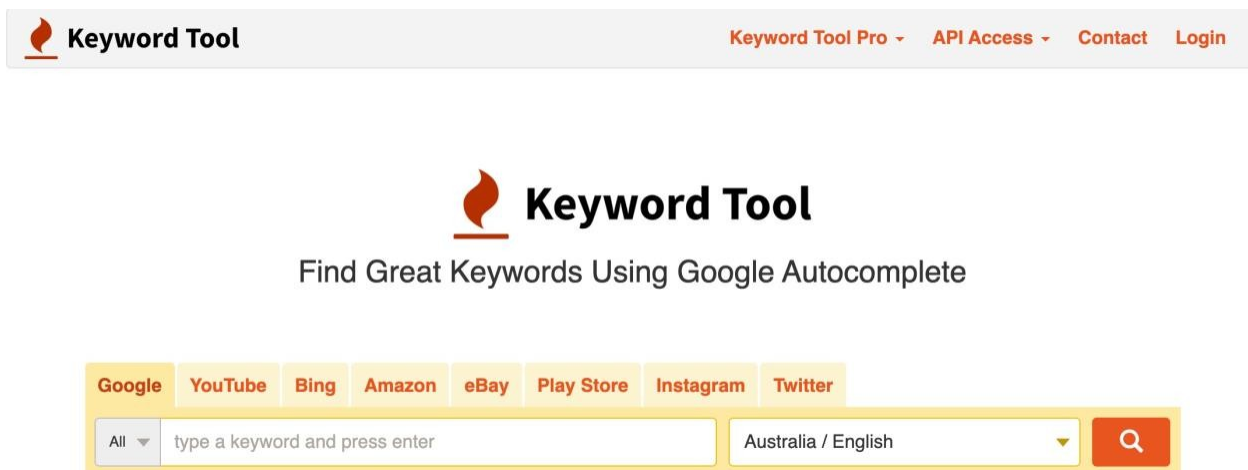 Keyword Tool Keyword Tool Pro API Access Contact Login
Keyword Tool
Find Great Keywords Using Google Autocomplete
Google YouTube Bing Amazon eBay Play Store Instagram Twitter
All type a keyword and press enter Australia / English